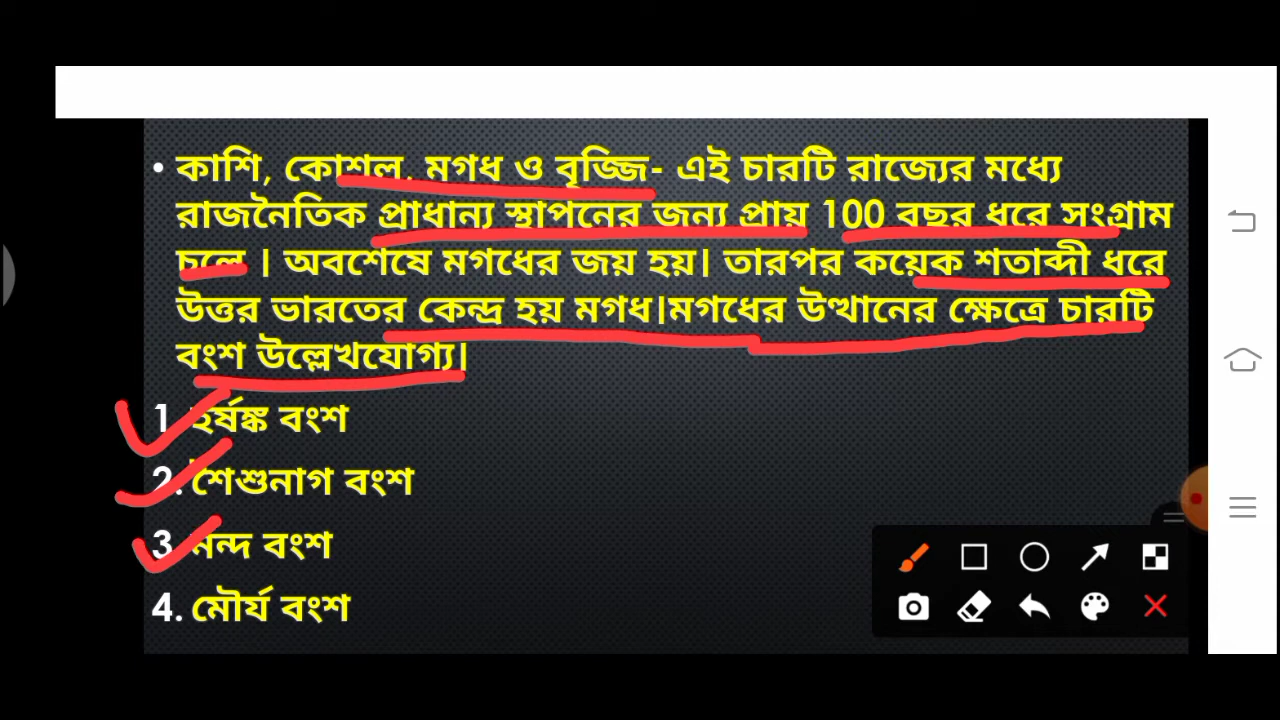 • কাশি, কোশল, মগধ ও বৃজ্জি- এই চারটি রাজ্যের মধ্যে
রাজনৈতিক প্রাধান্য স্থাপনের জন্য প্রায় 100 বছর ধরে সংগ্রাম
চলে । অবশেষে মগধের জয় হয়। তারপর কয়েক শতাব্দী ধরে
উত্তর ভারতের কেন্দ্র হয় মগধ।মগধের উত্থানের ক্ষেত্রে চারটি
বংশ উল্লেখযোগ্য।
1. হর্ষঙ্ক বংশ
2. শৈশুনাগ বংশ
3. নন্দ বংশ
4. মৌর্য বংশ